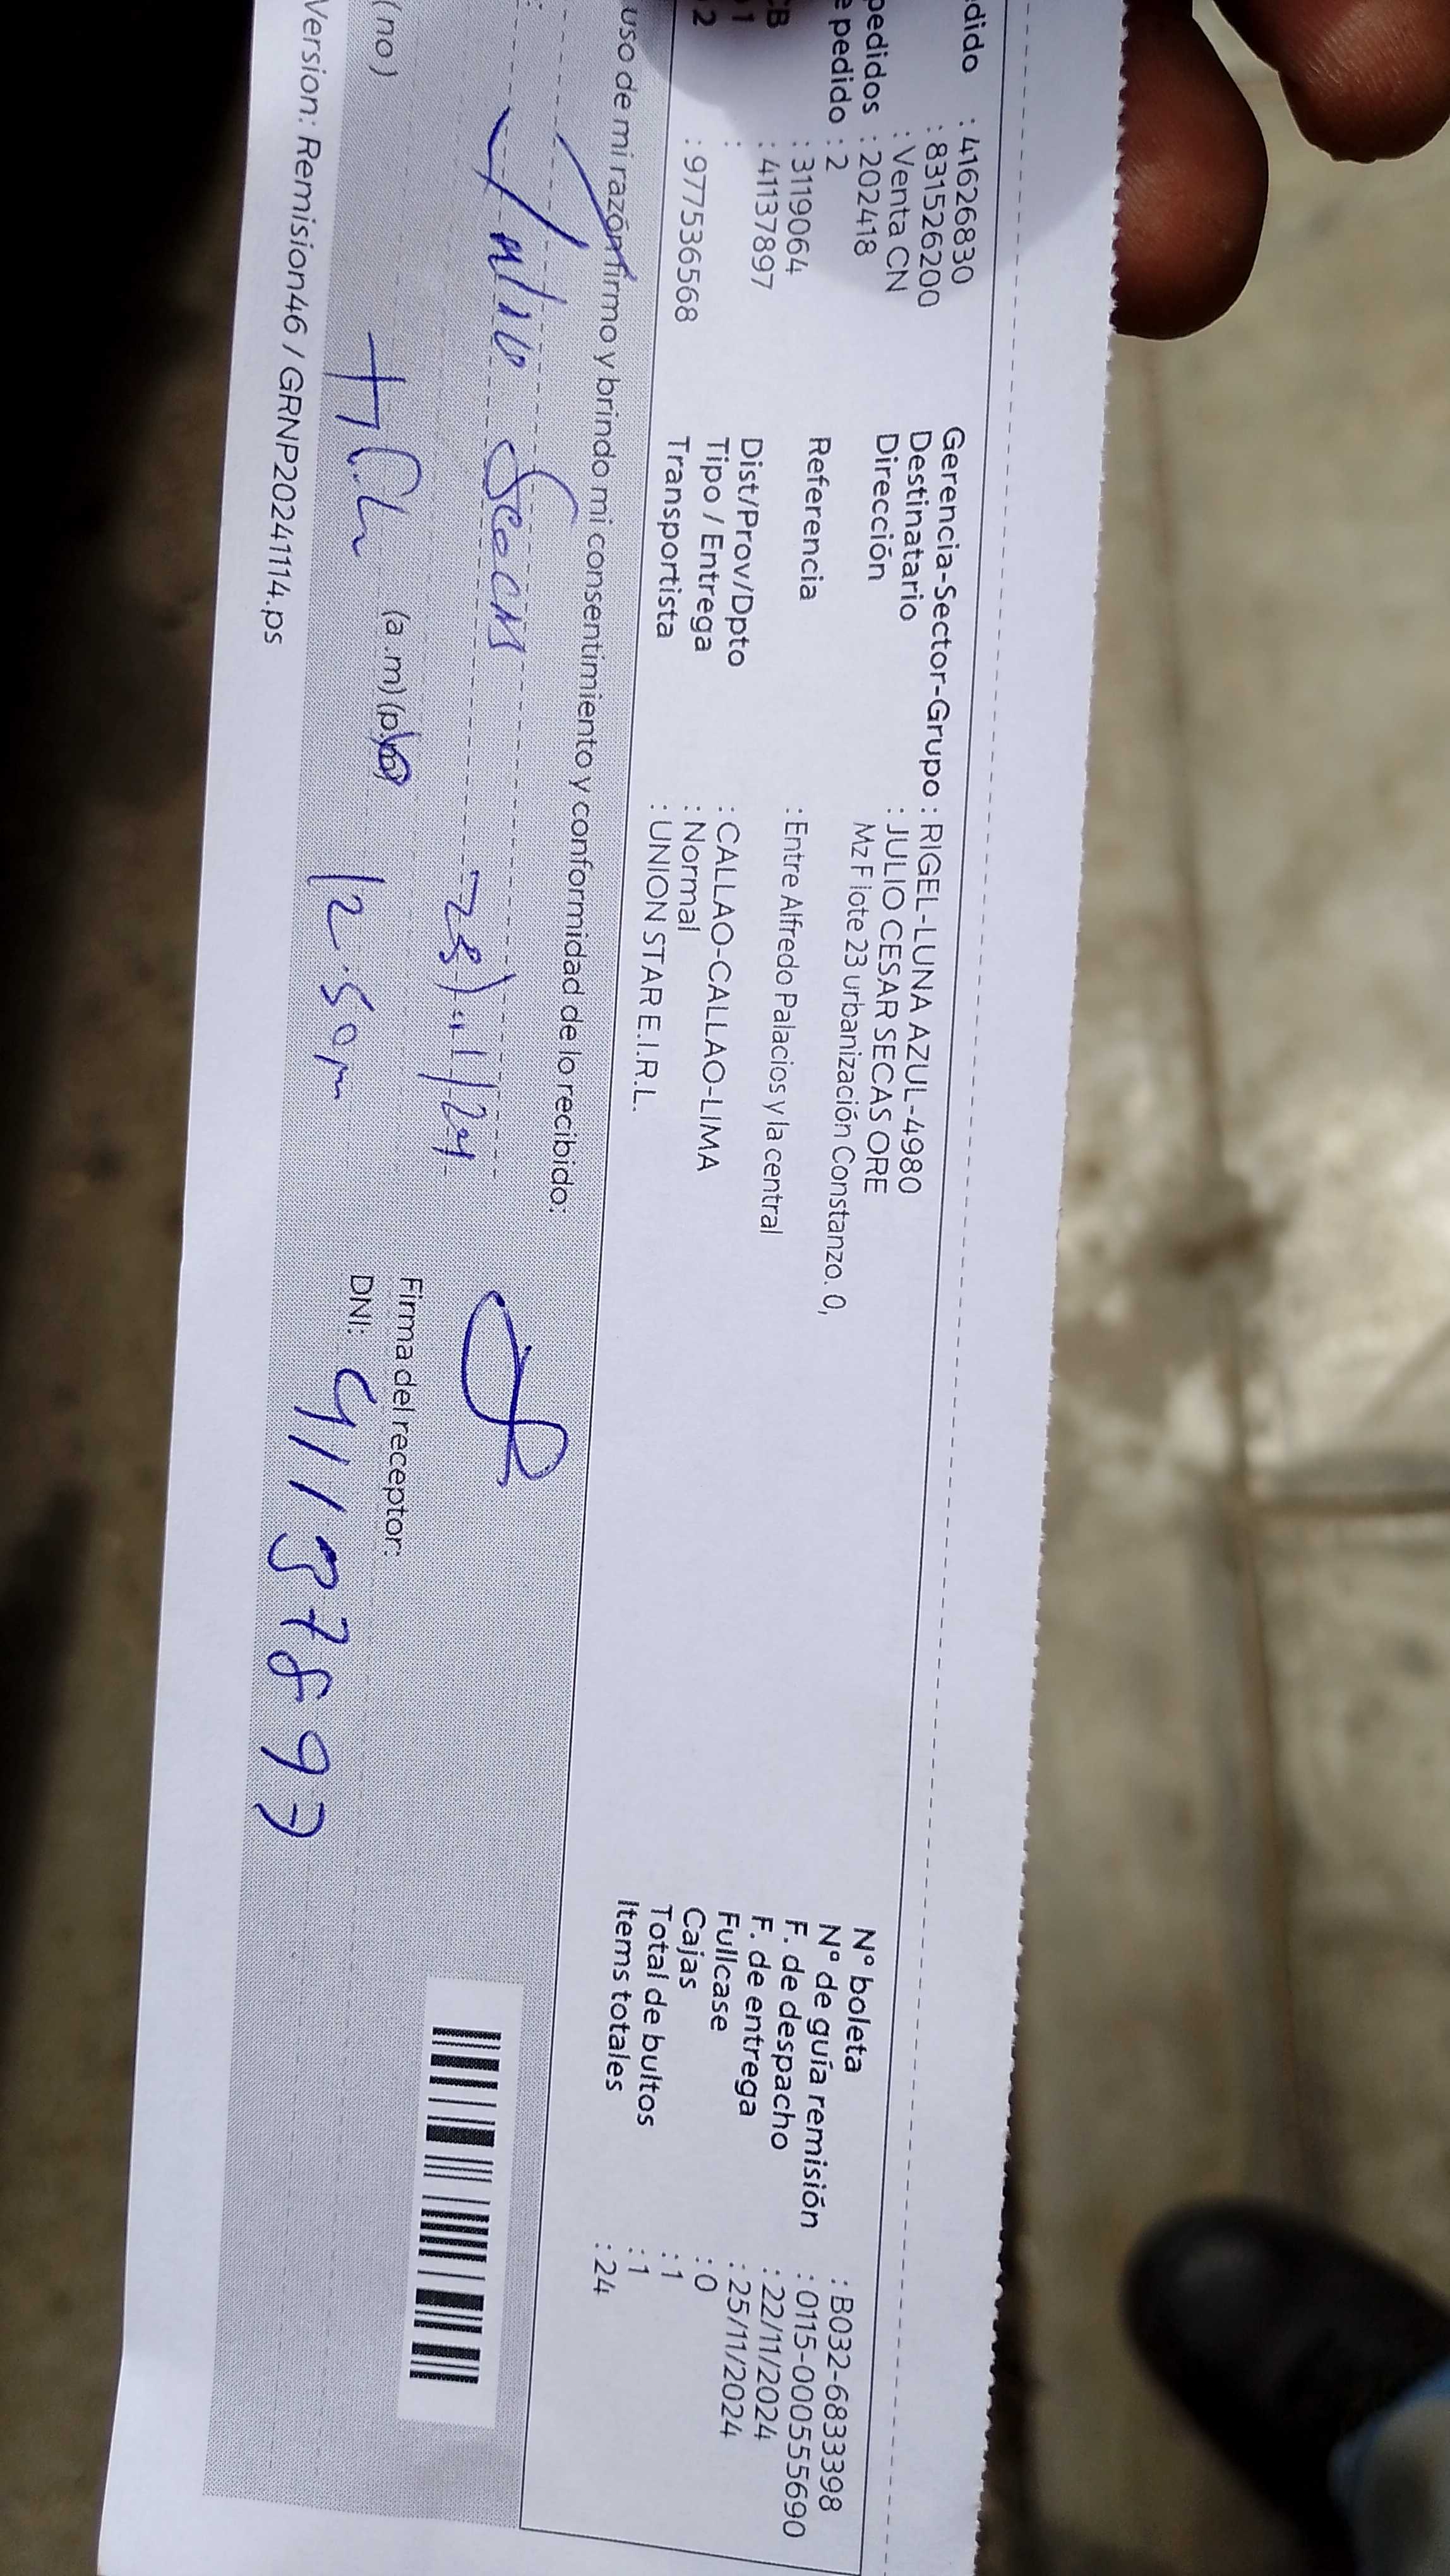 dido : 41626830
: 831526200
: Venta CN
pedidos : 202418
e pedido : 2
: 3119064
CB : 41137897
1 :
2 : 977536568
Gerencia-Sector-Grupo : RIGEL-LUNA AZUL-4980
Destinatario : JULIO CESAR SECAS ORE
Dirección Mz F lote 23 urbanización Constanzo. 0,
Referencia : Entre Alfredo Palacios y la central
Dist/Prov/Dpto : CALLAO-CALLAO-LIMA
Tipo / Entrega : Normal
Transportista : UNION STAR E.I.R.L.
N° boleta : B032-6833398
N° de guía remisión : 0115-000555690
F. de despacho : 22/11/2024
F. de entrega : 25/11/2024
Fullcase : 0
Cajas : 1
Total de bultos : 1
Items totales : 24
uso de mi razón firmo y brindo mi consentimiento y conformidad de lo recibido:
Julio Secas
(no) (a.m) (p.m)
Firma del receptor:
DNI: 41137897
Version: Remision46 / GRNP20241114.ps